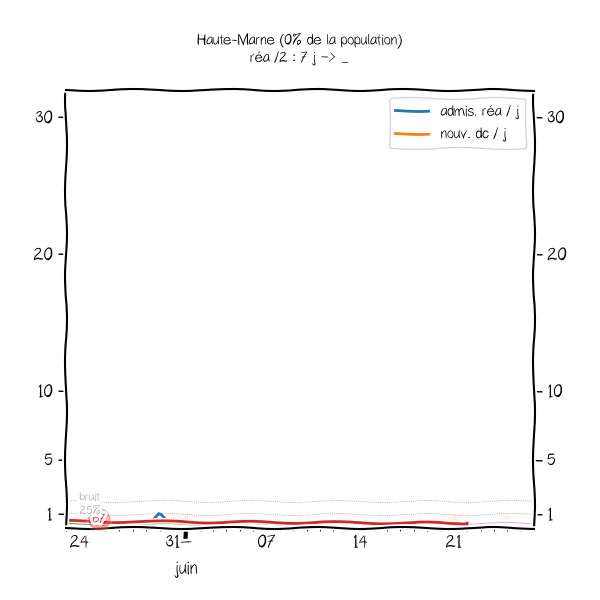 Haute-Marne (0% de la population)
réa /2 : 7 j -> _
admis. réa / j
nouv. dc / j
30
30
20
20
10
10
5
5
bruit
25%
1
1
24
31
07
14
21
juin